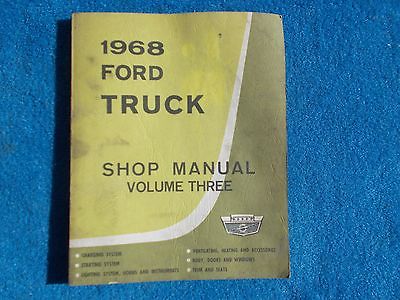 1968
FORD
TRUCK
SHOP MANUAL
VOLUME THREE
CHARGING SYSTEM
STARTING SYSTEM
LIGHTING SYSTEM, HORNS AND INSTRUMENTS
VENTILATING, HEATING AND ACCESSORIES
BODY, DOORS AND WINDOWS
TRIM AND SEATS